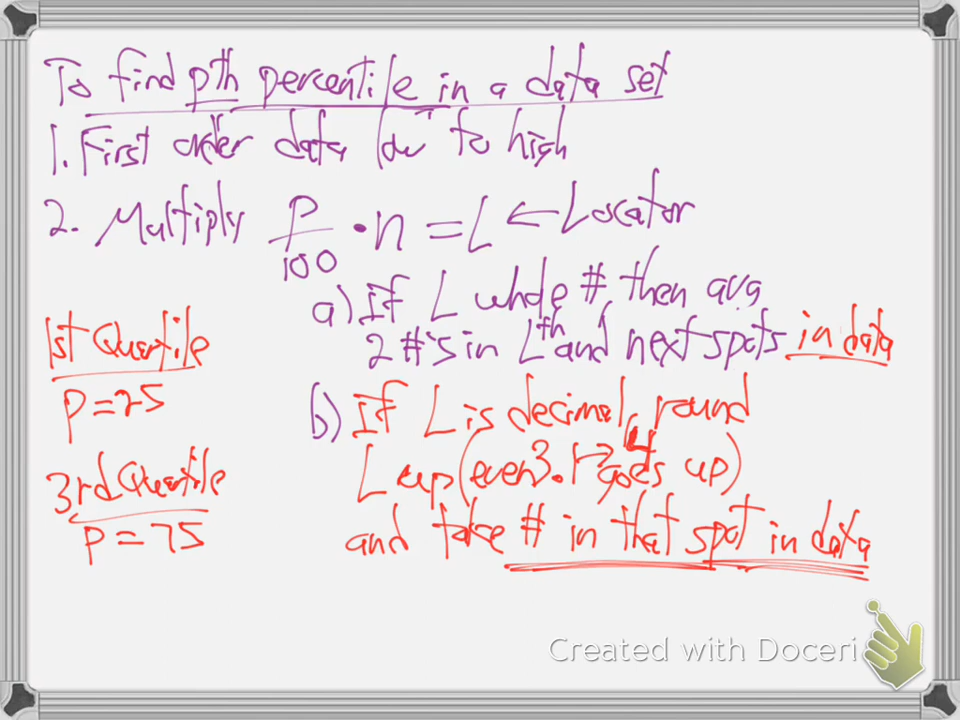 To find pth percentile in a data set
1. First order data low to high
2. Multiply P/100 • n = L ← Locator
a) If L whole #, then avg
2 #'s in Lth and next spots in data
1st Quartile
P = 25
b) If L is decimal, round
L up (even 3.1→4 goes up)
and take # in that spot in data
3rd Quartile
P = 75
Created with Doceri